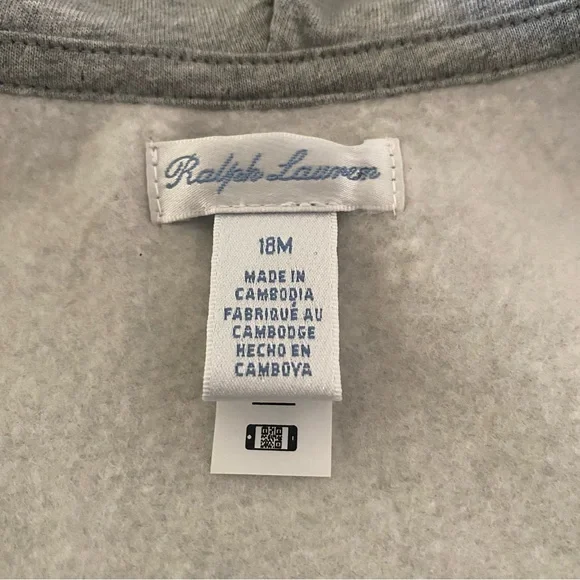 Ralph Lauren
18M
MADE IN
CAMBODIA
FABRIQUÉ AU
CAMBODGE
HECHO EN
CAMBOYA